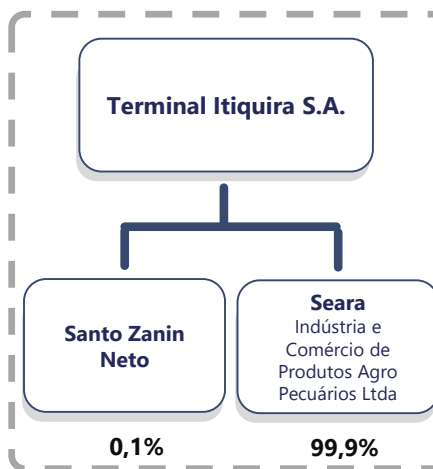 Terminal Itiquira S.A.
Santo Zanin
Neto
Seara
Indústria e
Comércio de
Produtos Agro
Pecuários Ltda
0,1%
99,9%